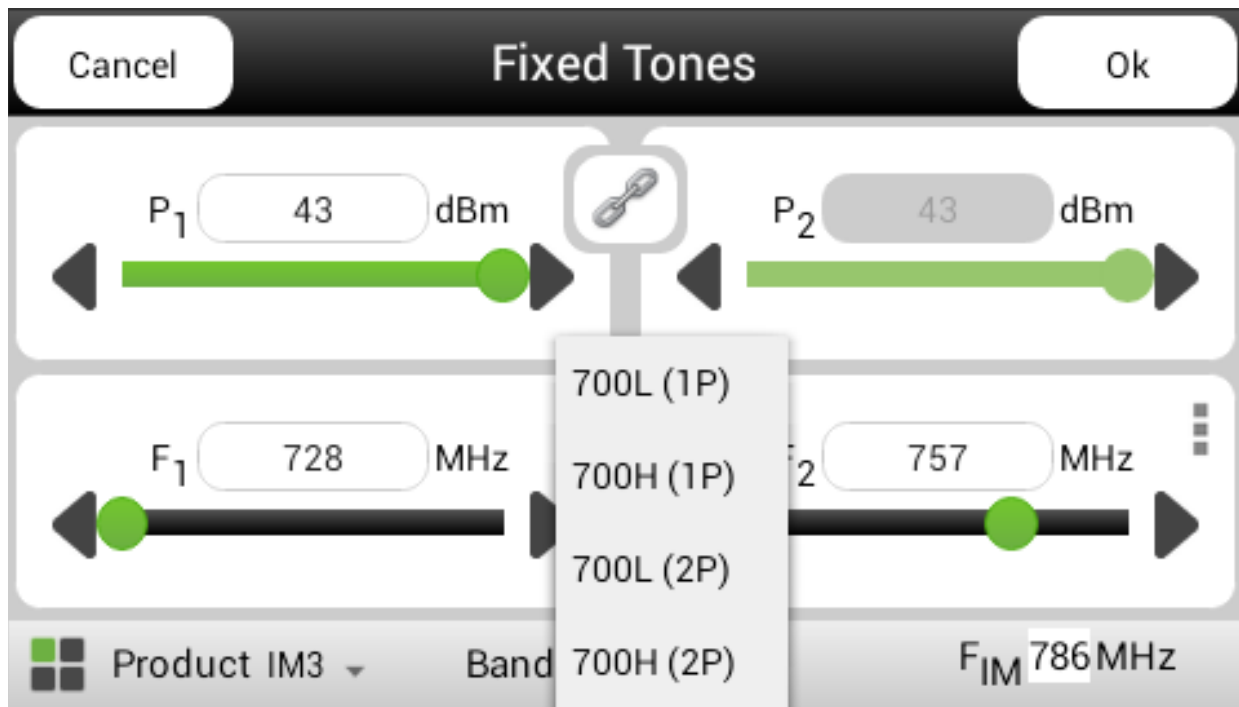 Cancel Fixed Tones Ok
P1 43 dBm P2 43 dBm
700L (1P)
F1 728 MHz 700H (1P) 2 757 MHz
700L (2P)
Product IM3 Band 700H (2P) FIM 786 MHz